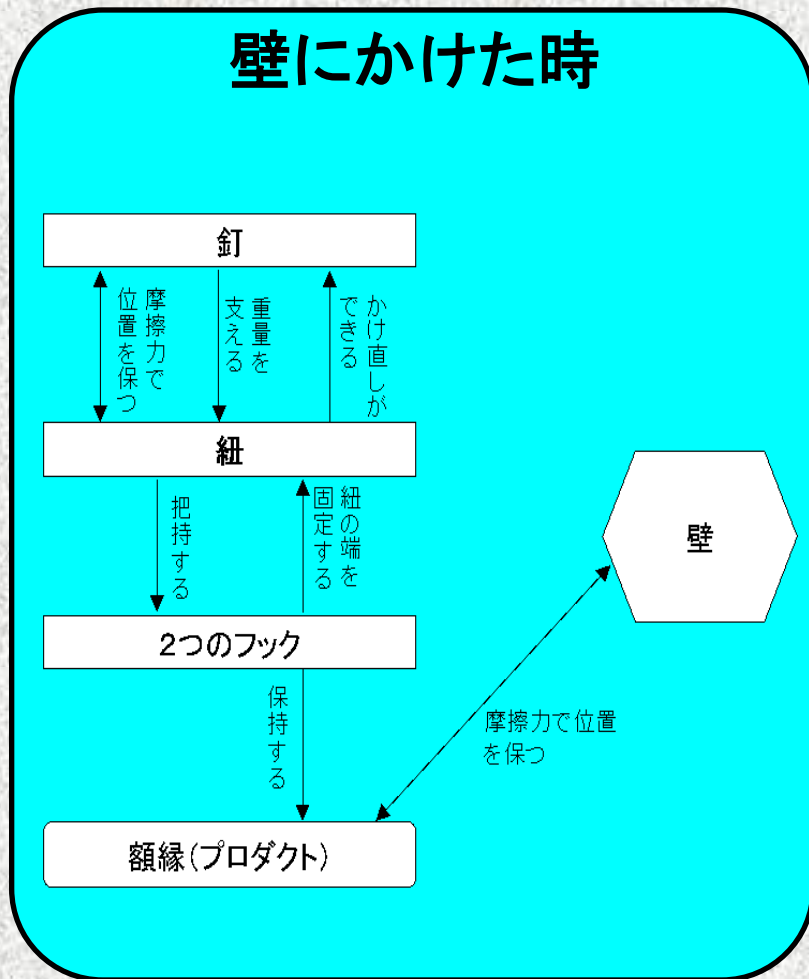 壁にかけた時
釘
摩擦力で
位置を保つ
重量を
支える
かけ直しが
できる
紐
把持する
紐の端を
固定する
壁
2つのフック
保持する
摩擦力で位置
を保つ
額縁(プロダクト)